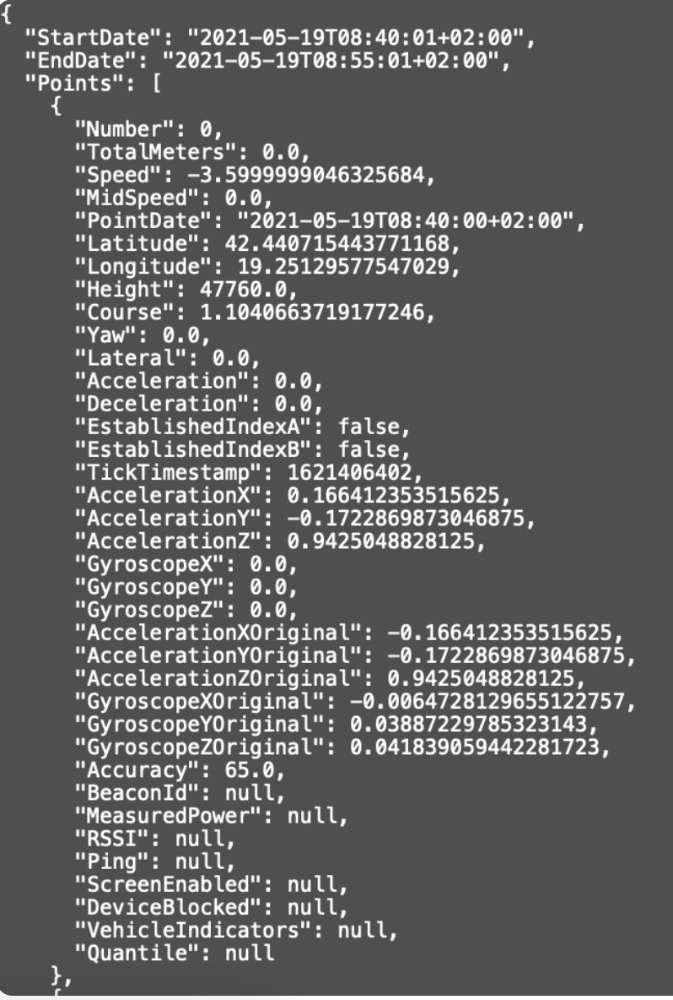 {
"StartDate": "2021-05-19T08:40:01+02:00",
"EndDate": "2021-05-19T08:55:01+02:00",
"Points": [
{
"Number": 0,
"TotalMeters": 0.0,
"Speed": -3.5999999046325684,
"MidSpeed": 0.0,
"PointDate": "2021-05-19T08:40:00+02:00",
"Latitude": 42.440715443771168,
"Longitude": 19.25129577547029,
"Height": 47760.0,
"Course": 1.1040663719177246,
"Yaw": 0.0,
"Lateral": 0.0,
"Acceleration": 0.0,
"Deceleration": 0.0,
"EstablishedIndexA": false,
"EstablishedIndexB": false,
"TickTimestamp": 1621406402,
"AccelerationX": 0.166412353515625,
"AccelerationY": -0.1722869873046875,
"AccelerationZ": 0.9425048828125,
"GyroscopeX": 0.0,
"GyroscopeY": 0.0,
"GyroscopeZ": 0.0,
"AccelerationXOriginal": -0.166412353515625,
"AccelerationYOriginal": -0.1722869873046875,
"AccelerationZOriginal": 0.9425048828125,
"GyroscopeXOriginal": -0.0064728129655122757,
"GyroscopeYOriginal": 0.03887229785323143,
"GyroscopeZOriginal": 0.041839059442281723,
"Accuracy": 65.0,
"BeaconId": null,
"MeasuredPower": null,
"RSSI": null,
"Ping": null,
"ScreenEnabled": null,
"DeviceBlocked": null,
"VehicleIndicators": null,
"Quantile": null
},